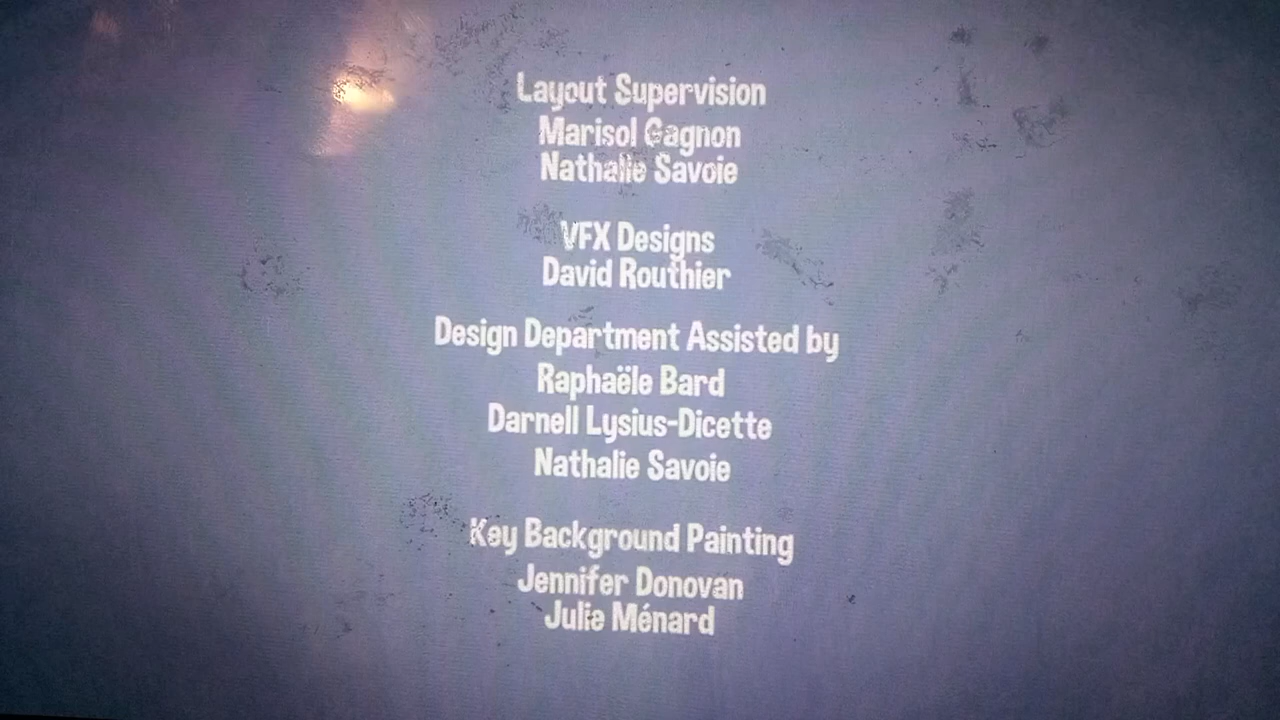 Layout Supervision
Marisol Gagnon
Nathalie Savoie
VFX Designs
David Routhier
Design Department Assisted by
Raphaële Bard
Darnell Lysius-Dicette
Nathalie Savoie
Key Background Painting
Jennifer Donovan
Julie Ménard